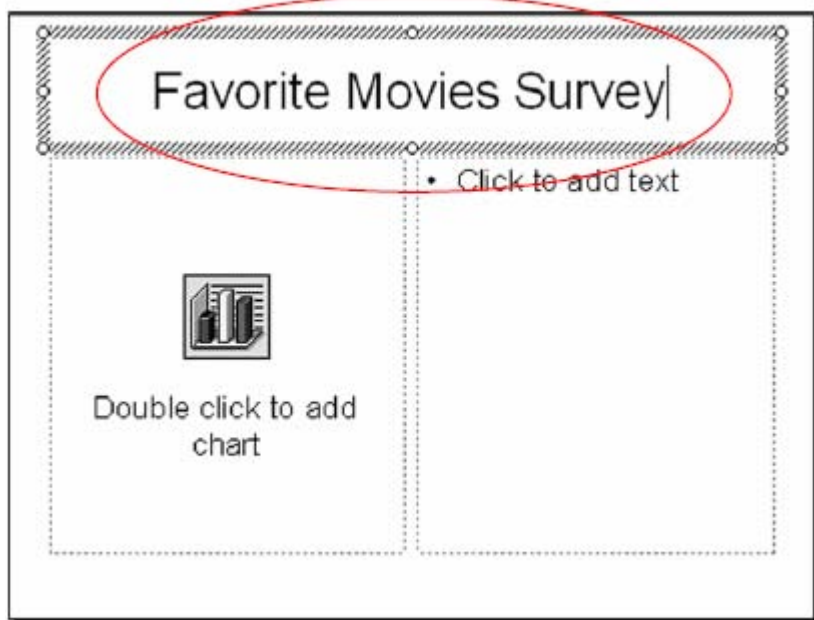 Favorite Movies Survey
• Click to add text
Double click to add
chart